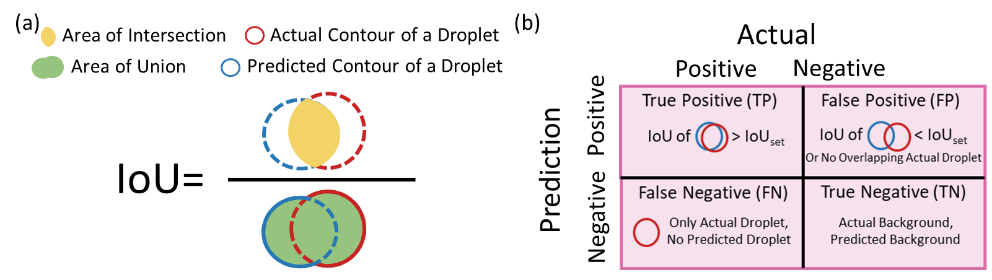 (a)
Area of Intersection
Actual Contour of a Droplet
Area of Union
Predicted Contour of a Droplet
IoU=
(b)
Actual
Positive Negative
Prediction
Positive
Negative
True Positive (TP)
IoU of > IoUset
False Positive (FP)
IoU of < IoUset
Or No Overlapping Actual Droplet
False Negative (FN)
Only Actual Droplet,
No Predicted Droplet
True Negative (TN)
Actual Background,
Predicted Background